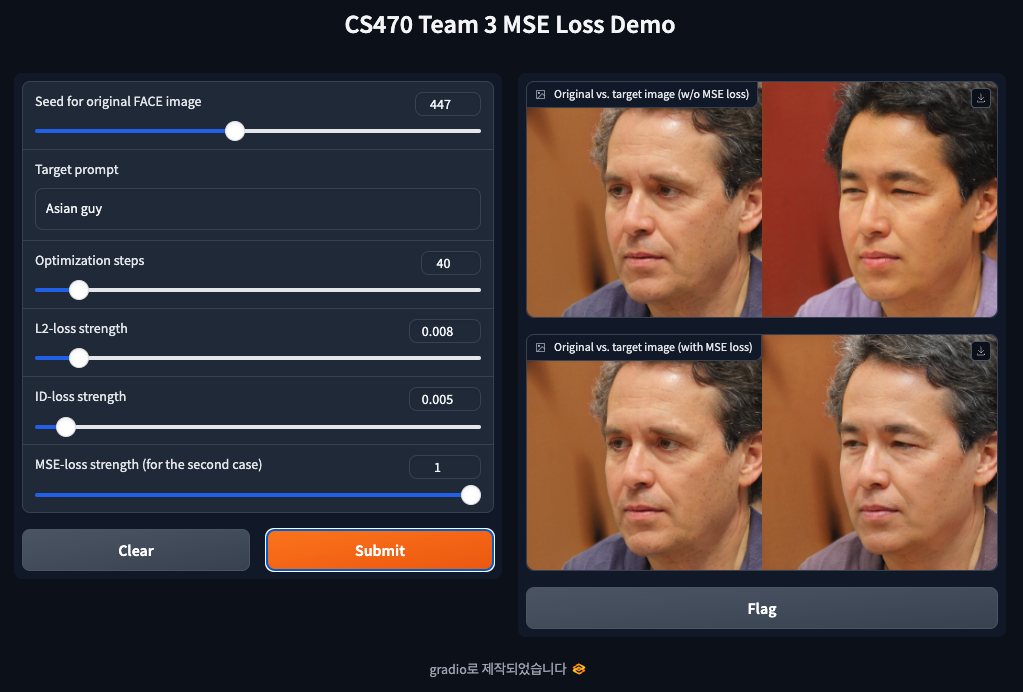 CS470 Team 3 MSE Loss Demo
Seed for original FACE image
447
Target prompt
Asian guy
Optimization steps
40
L2-loss strength
0.008
ID-loss strength
0.005
MSE-loss strength (for the second case)
1
Clear
Submit
Original vs. target image (w/o MSE loss)
Original vs. target image (with MSE loss)
Flag
gradio로 제작되었습니다